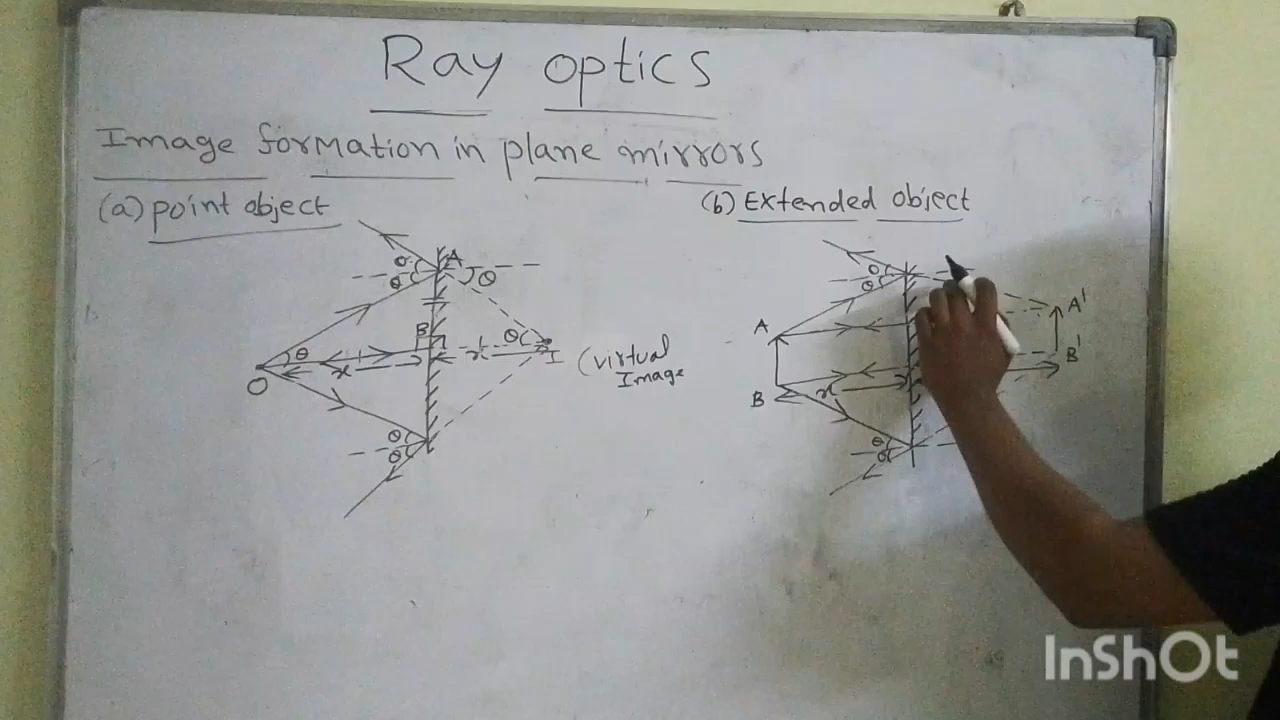 Ray optics
Image formation in plane mirrors
(a) point object
(b) Extended object
θ
θ
A
θ
B
θ
θ
x
x
O
I
(virtual
Image
θ
θ
θ
θ
A
A'
B
x
B'
θ
θ
InShOt